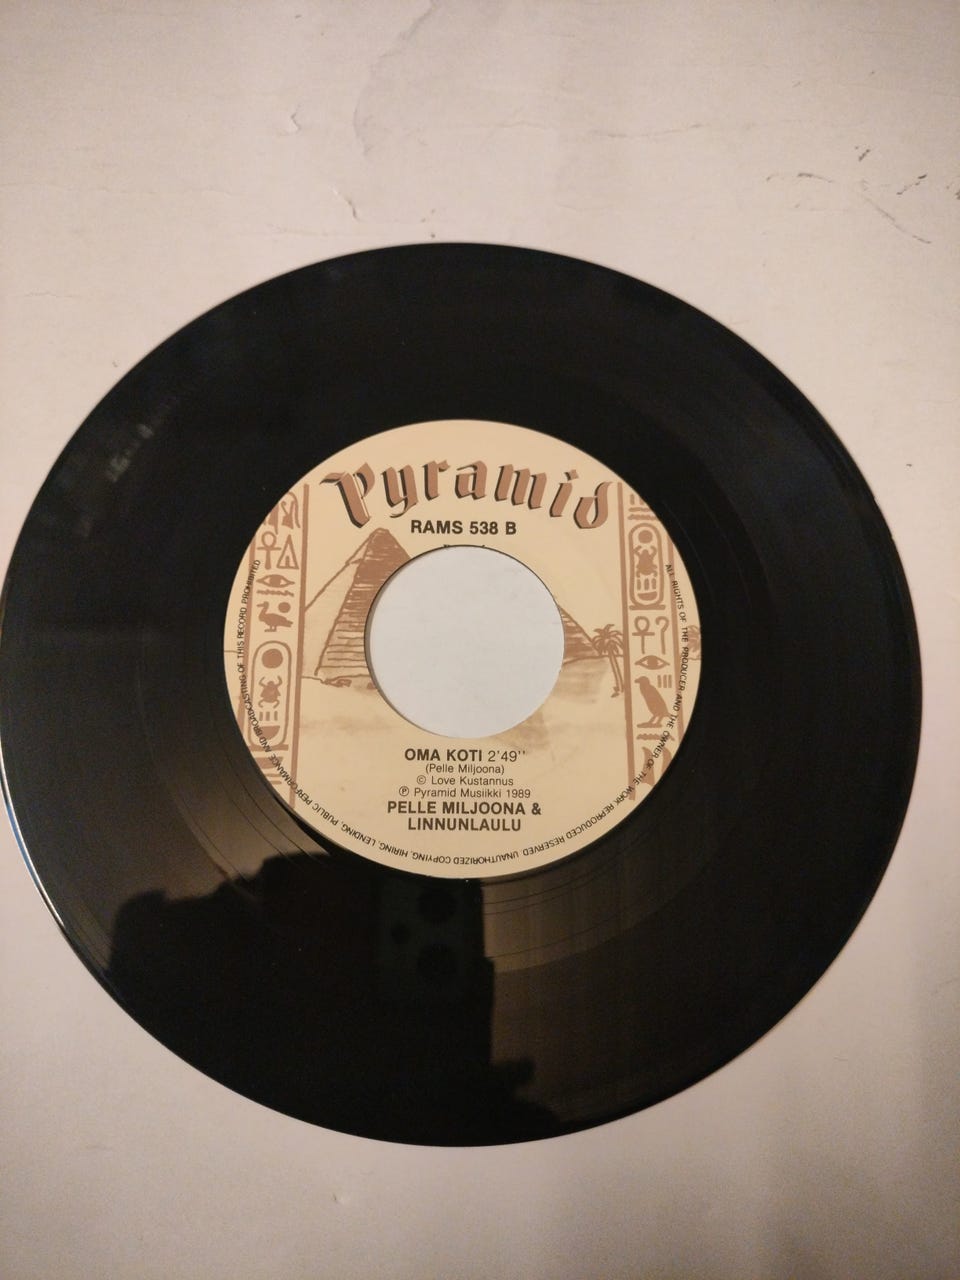 Pyramid
RAMS 538 B
OMA KOTI 2'49''
(Pelle Miljoona)
© Love Kustannus
℗ Pyramid Musiikki 1989
PELLE MILJOONA &
LINNUNLAULU
ALL RIGHTS OF THE PRODUCER AND THE OWNER OF THE WORK REPRODUCED RESERVED. UNAUTHORIZED COPYING, HIRING, LENDING, PUBLIC PERFORMANCE AND BROADCASTING OF THIS RECORD PROHIBITED